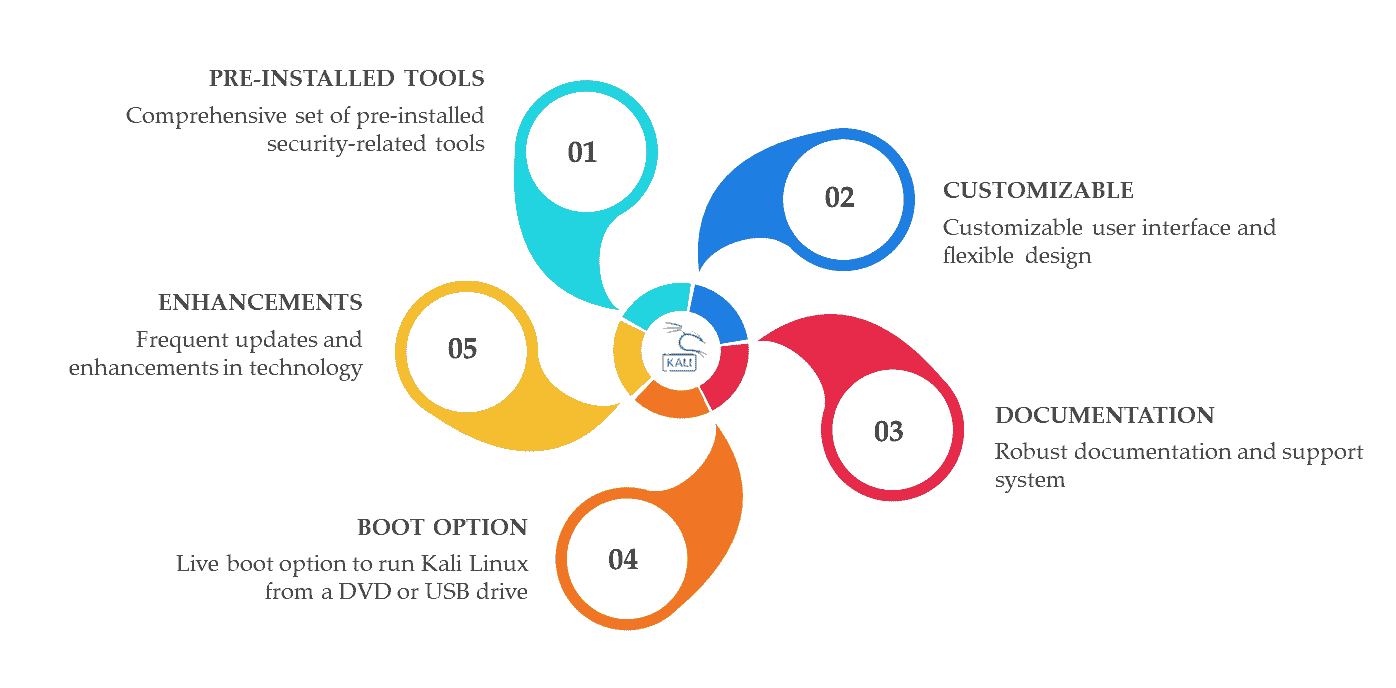 PRE-INSTALLED TOOLS
Comprehensive set of pre-installed
security-related tools
01
02
CUSTOMIZABLE
Customizable user interface and
flexible design
03
DOCUMENTATION
Robust documentation and support
system
04
BOOT OPTION
Live boot option to run Kali Linux
from a DVD or USB drive
05
ENHANCEMENTS
Frequent updates and
enhancements in technology
KALI